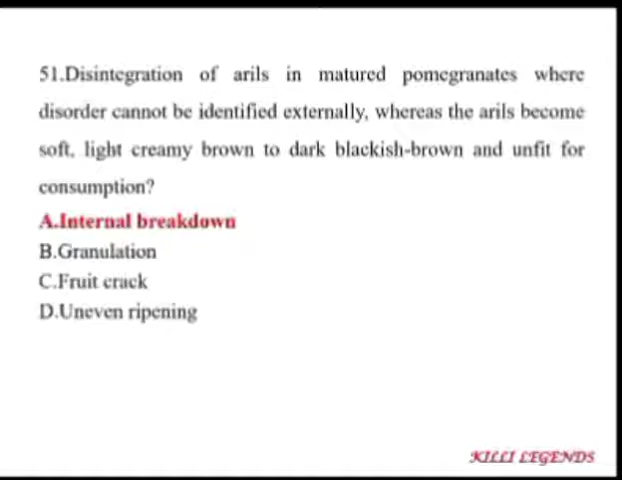 51.Disintegration of arils in matured pomegranates where
disorder cannot be identified externally, whereas the arils become
soft, light creamy brown to dark blackish-brown and unfit for
consumption?
A.Internal breakdown
B.Granulation
C.Fruit crack
D.Uneven ripening
KILLI LEGENDS